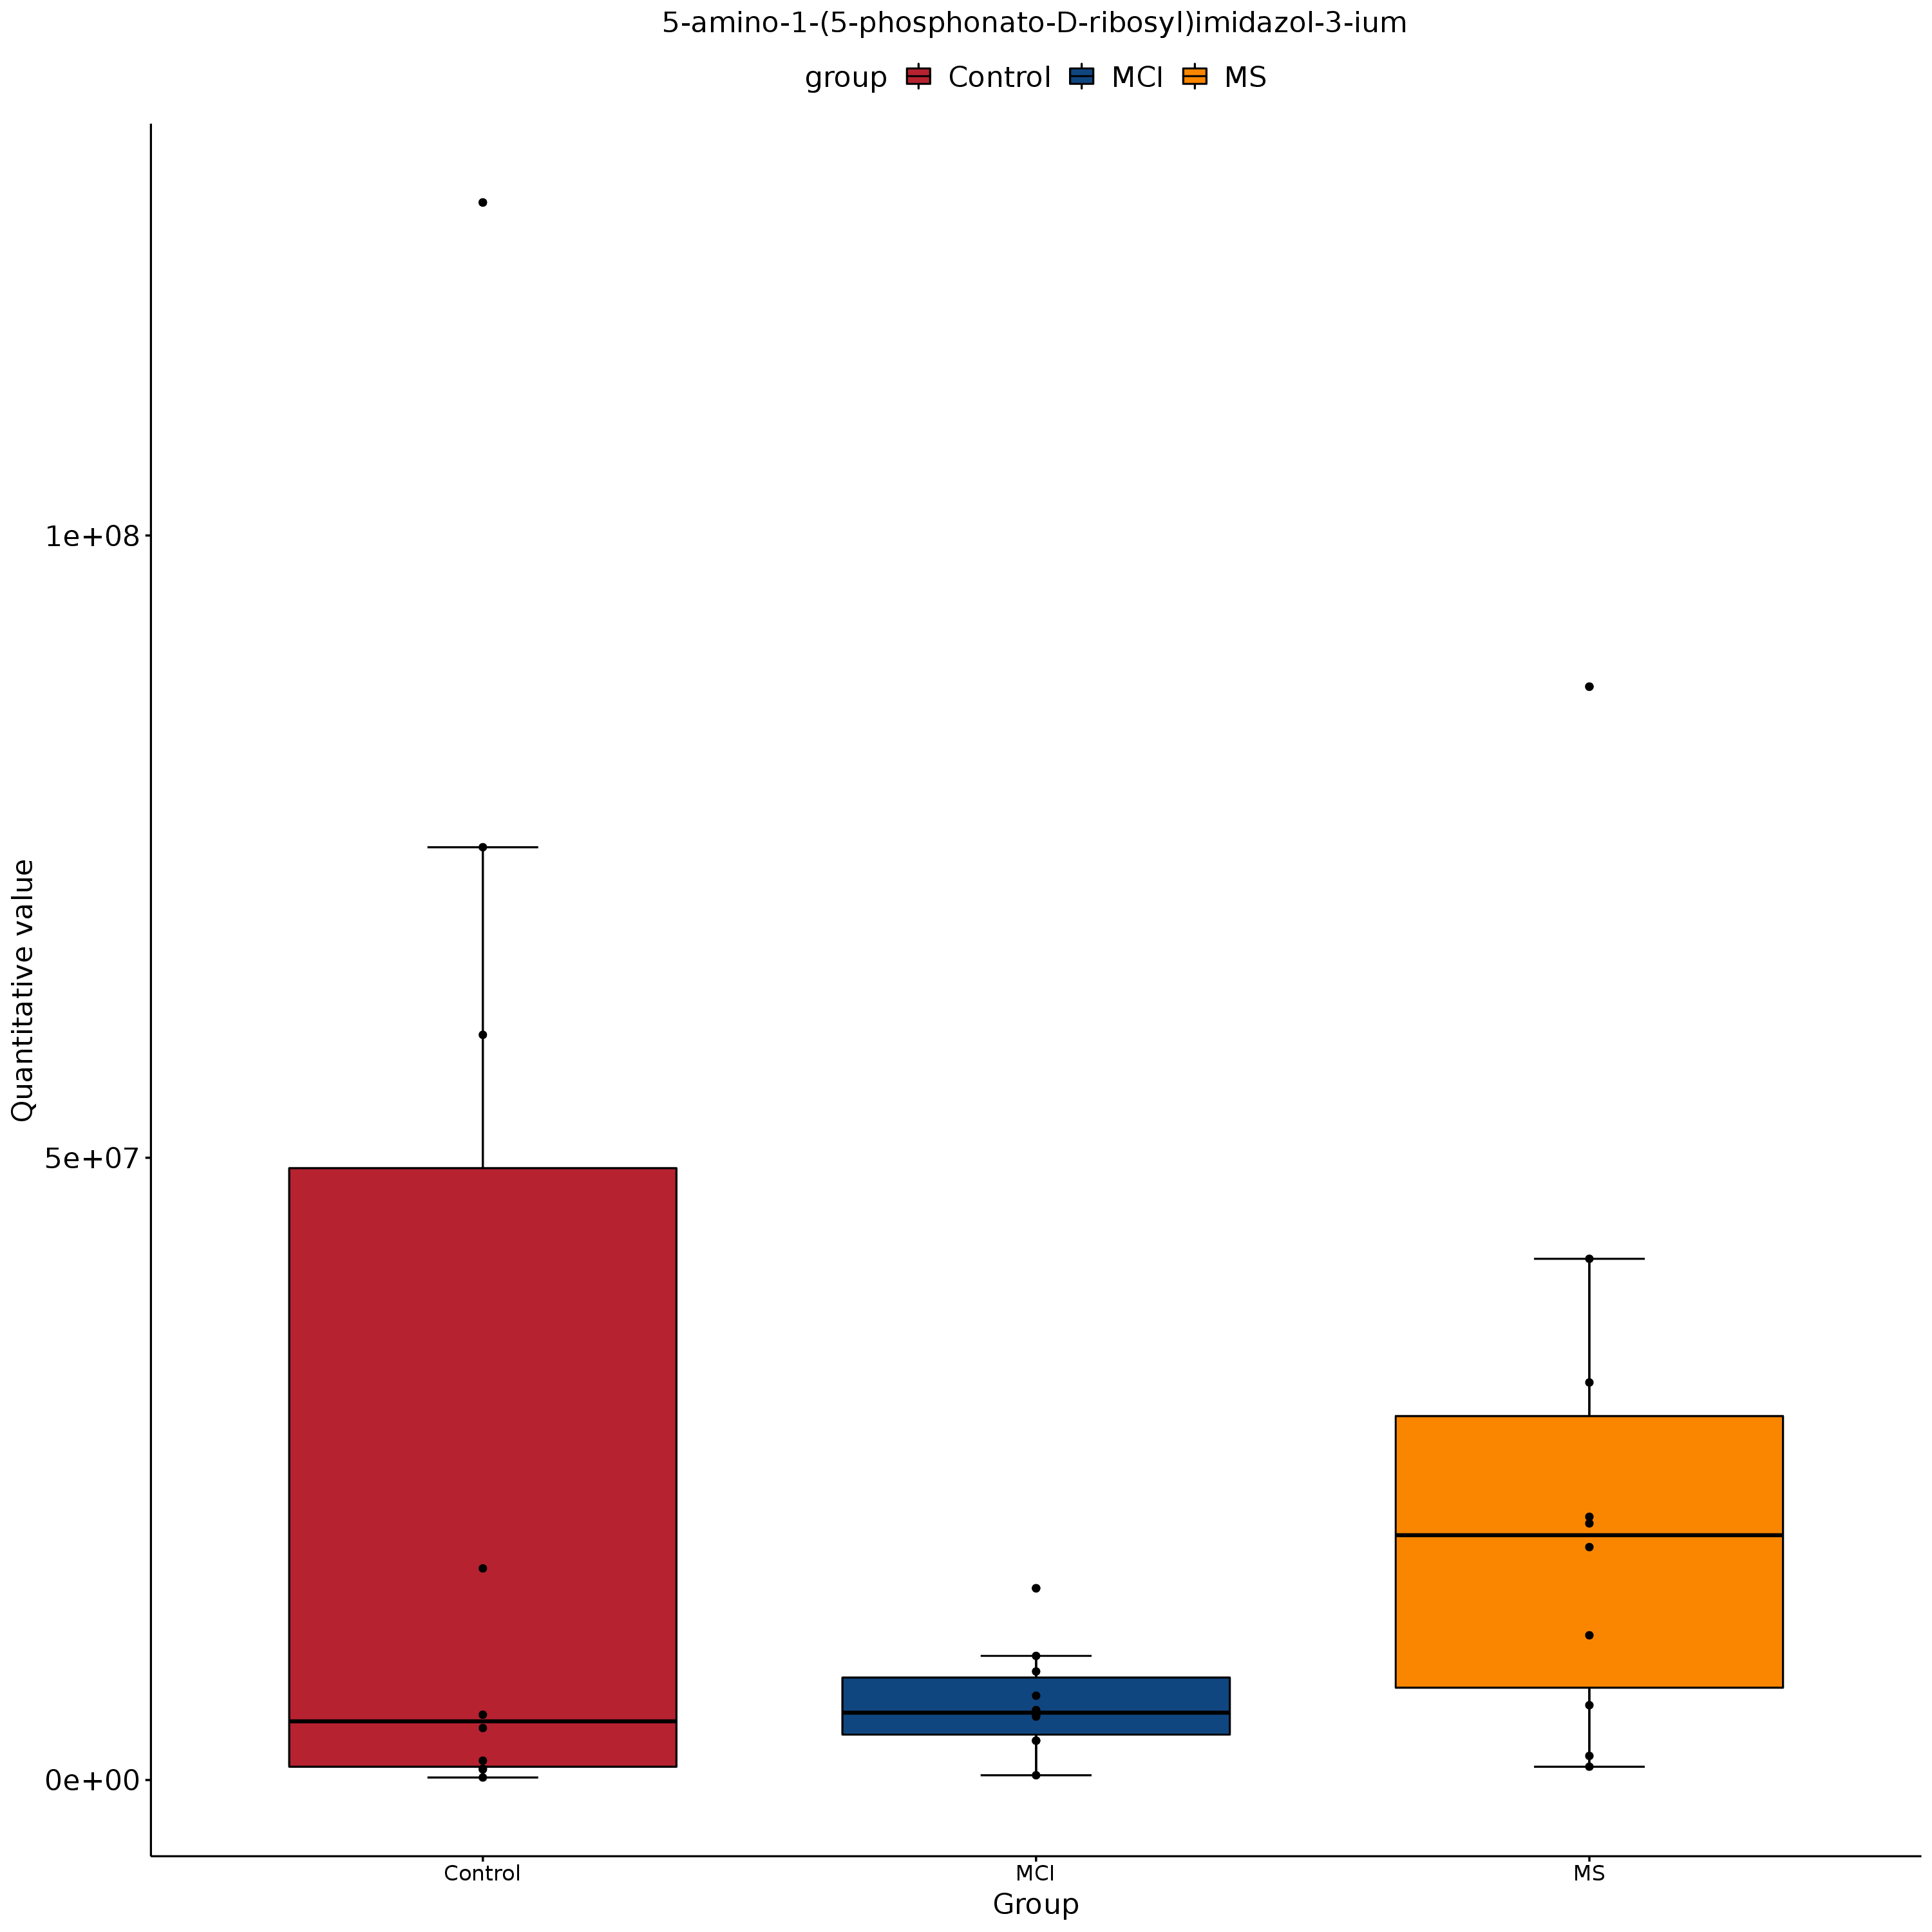 5-amino-1-(5-phosphonato-D-ribosyl)imidazol-3-ium
group Control MCI MS
1e+08
5e+07
0e+00
Quantitative value
Control MCI MS
Group